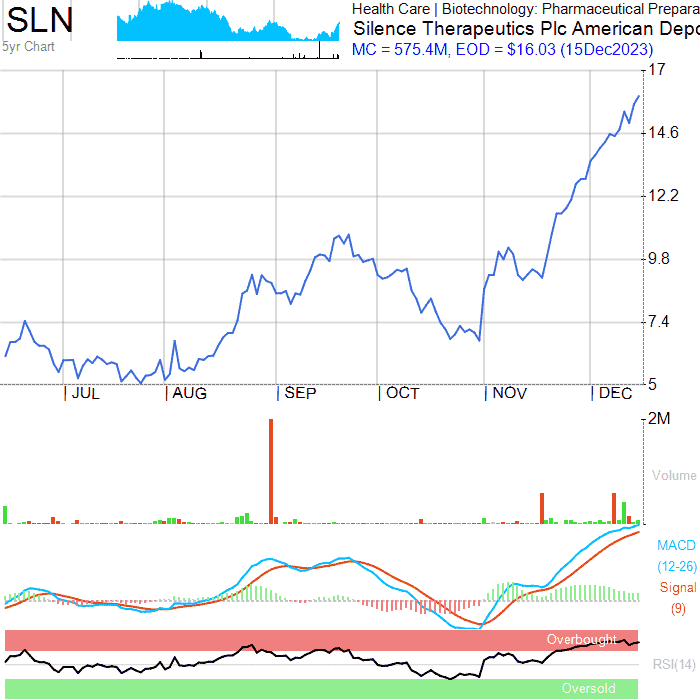 SLN
5yr Chart
Health Care | Biotechnology: Pharmaceutical Prepara
Silence Therapeutics Plc American Depo
MC = 575.4M, EOD = $16.03 (15Dec2023)
17
14.6
12.2
9.8
7.4
5
JUL AUG SEP OCT NOV DEC
2M
Volume
MACD
(12-26)
Signal
(9)
Overbought
RSI(14)
Oversold